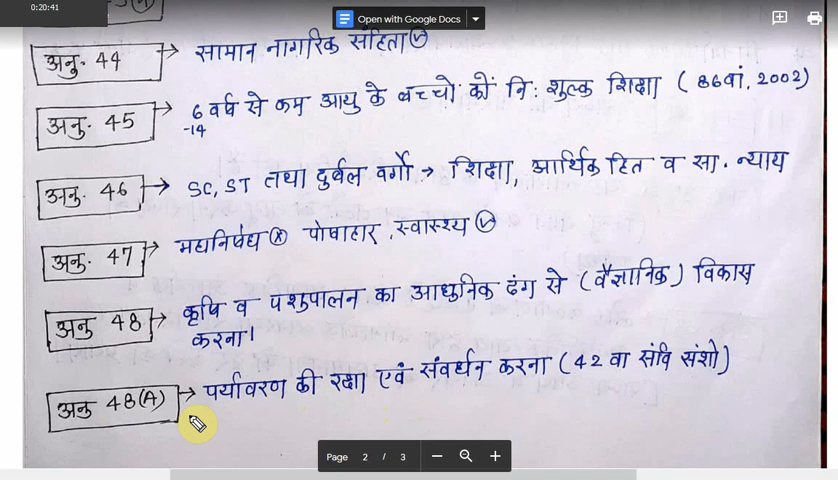 0:20:41
Open with Google Docs
अनु. 44 → सामान नागरिक संहिता
अनु. 45 → 6 वर्ष से कम आयु के बच्चो कों नि: शुल्क शिक्षा ( 86वां, 2002)
-14
अनु. 46 → SC, ST तथा दुर्वल वर्गो → शिक्षा, आर्थिक हित व सा. न्याय
अनु. 47 → मद्यनिषेध पोषाहार, स्वास्थ्य
अनु 48 → कृषि व पशुपालन का आधुनिक ढंग से (वैज्ञानिक) विकास
करना।
अनु 48(A) → पर्यावरण की रक्षा एवं संवर्धन करना (42 वा संवि संशो)
Page 2 / 3